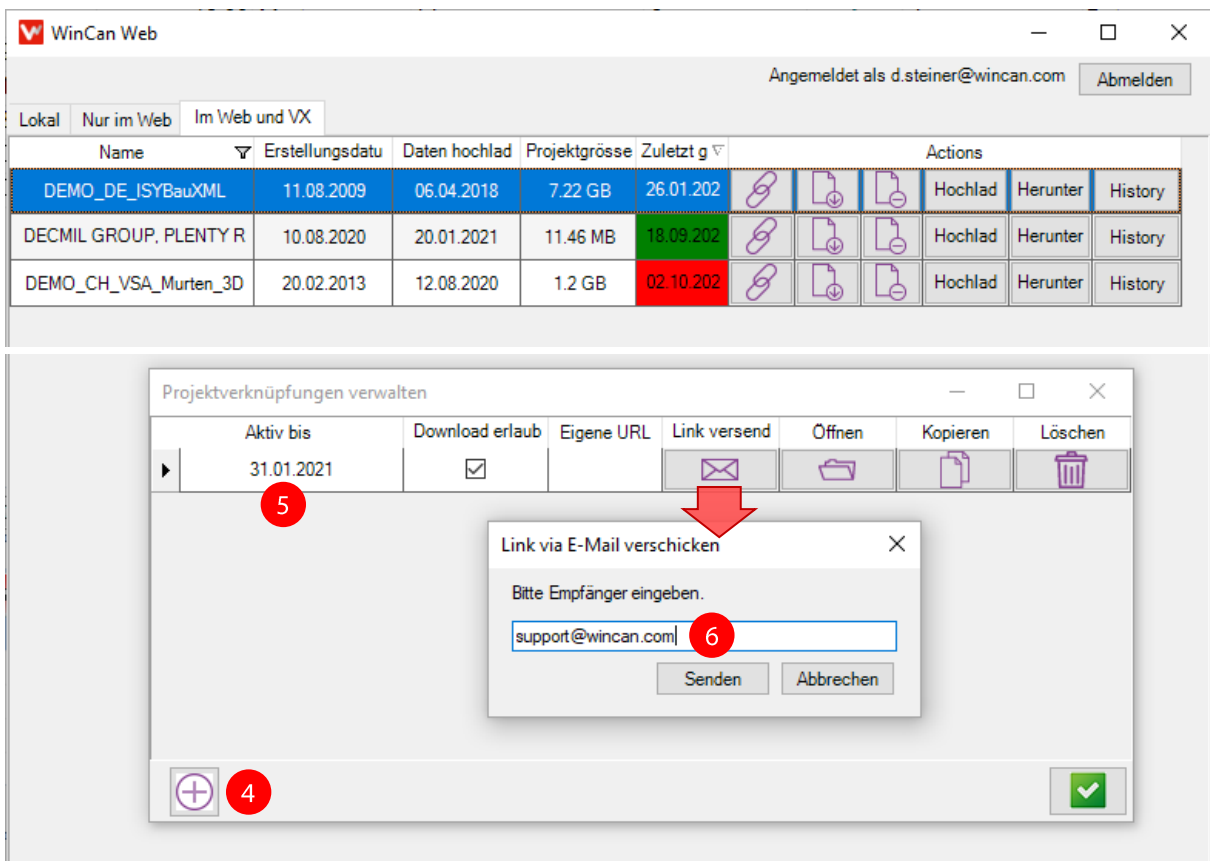 WinCan Web
Angemeldet als d.steiner@wincan.com Abmelden
Lokal Nur im Web Im Web und VX
Name Erstellungsdatu Daten hochlad Projektgrösse Zuletzt g Actions
DEMO_DE_ISYBauXML 11.08.2009 06.04.2018 7.22 GB 26.01.202 Hochlad Herunter History
DECMIL GROUP, PLENTY R 10.08.2020 20.01.2021 11.46 MB 18.09.202 Hochlad Herunter History
DEMO_CH_VSA_Murten_3D 20.02.2013 12.08.2020 1.2 GB 02.10.202 Hochlad Herunter History
Projektverknüpfungen verwalten
Aktiv bis Download erlaub Eigene URL Link versend Öffnen Kopieren Löschen
31.01.2021
5
Link via E-Mail verschicken
Bitte Empfänger eingeben.
support@wincan.com 6
Senden Abbrechen
4